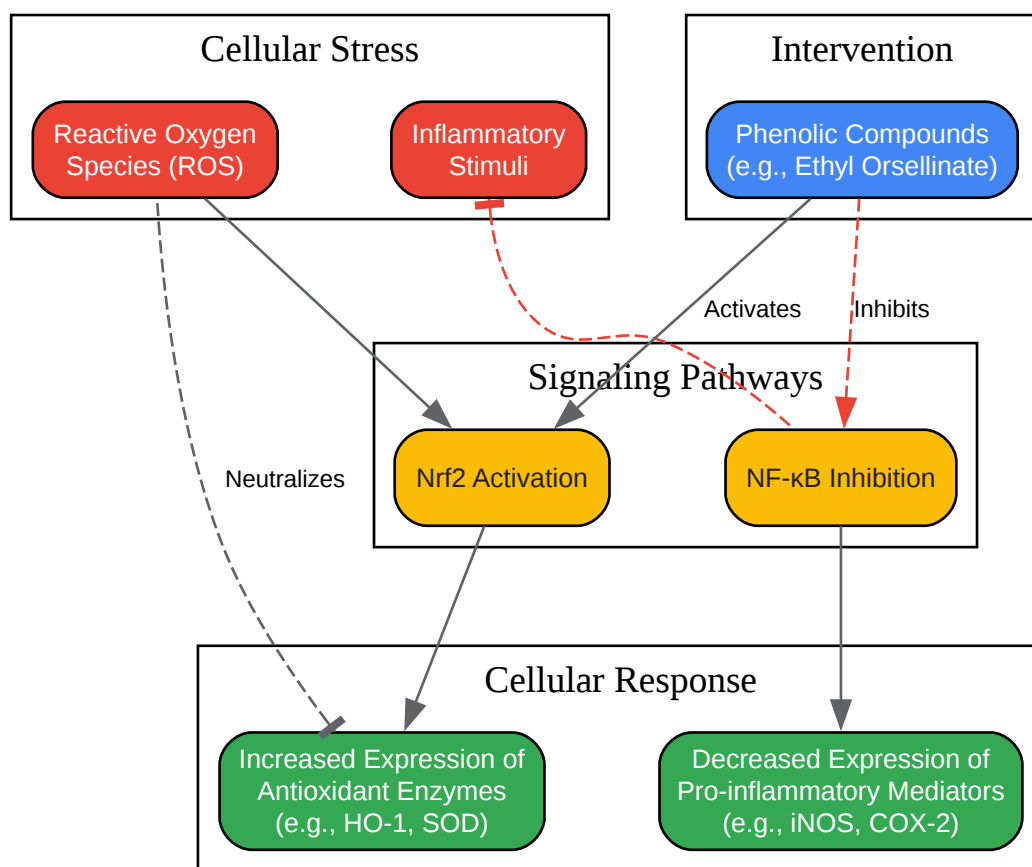 Cellular Stress
Intervention
Reactive Oxygen
Species (ROS)
Inflammatory
Stimuli
Phenolic Compounds
(e.g., Ethyl Orsellinate)
Activates
Inhibits
Signaling Pathways
Neutralizes
Nrf2 Activation
NF-κB Inhibition
Cellular Response
Increased Expression of
Antioxidant Enzymes
(e.g., HO-1, SOD)
Decreased Expression of
Pro-inflammatory Mediators
(e.g., iNOS, COX-2)